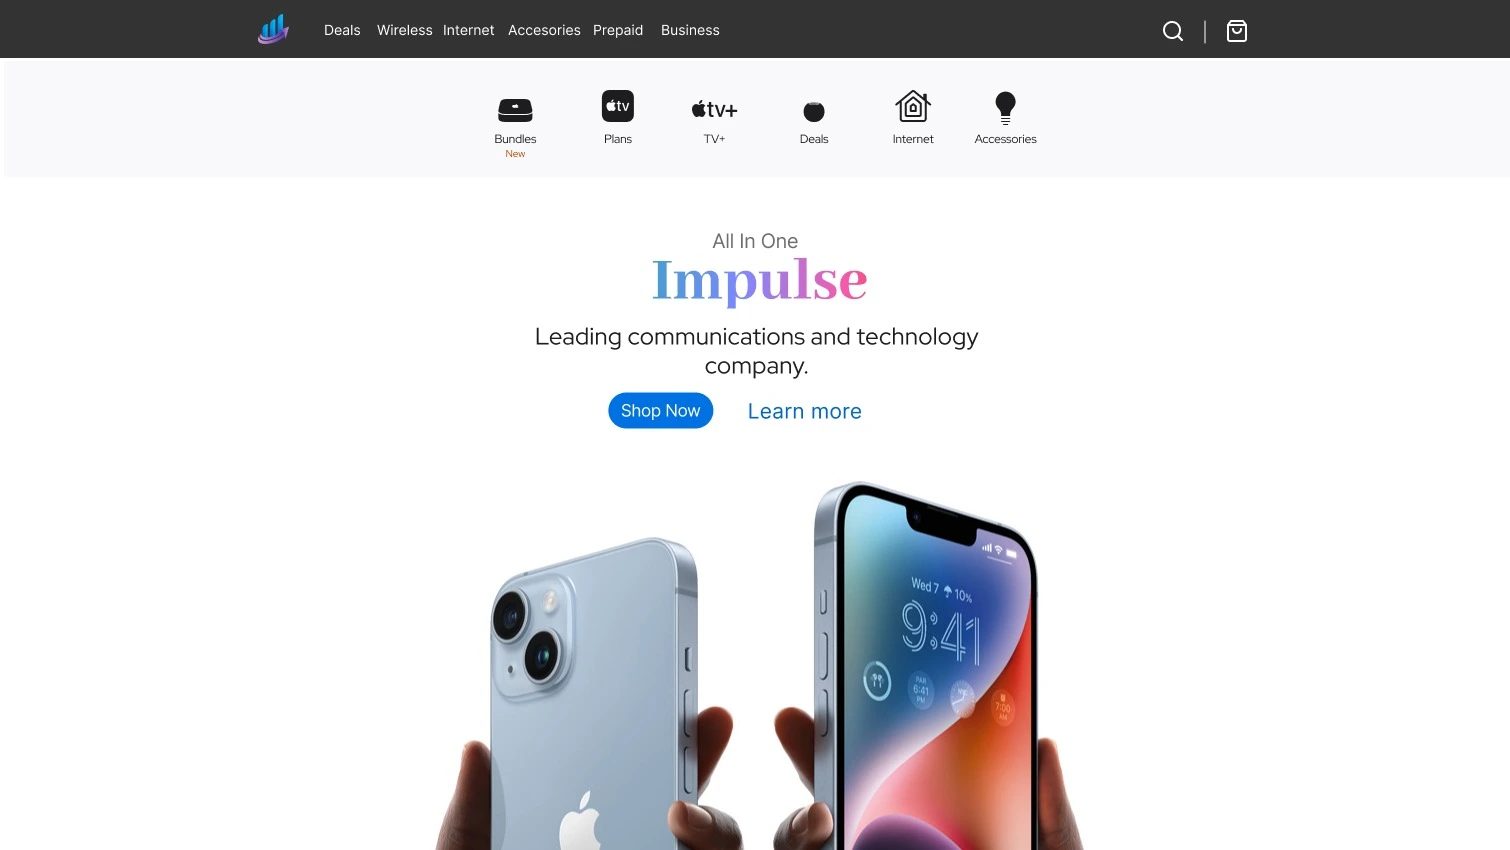 Deals Wireless Internet Accesories Prepaid Business
tv
tv+
Bundles Plans TV+ Deals Internet Accessories
New
All In One
Impulse
Leading communications and technology
company.
Shop Now Learn more
Wed 7 10%
9:41
PAR
6:41
PM
NYC
7:00
AM